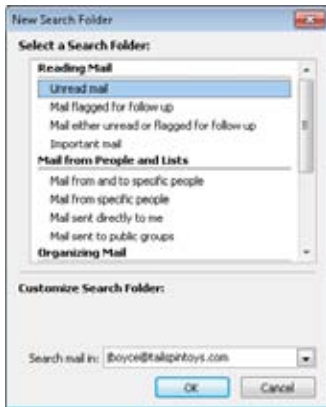 New Search Folder
Select a Search Folder:
Reading Mail
Unread mail
Mail flagged for follow up
Mail either unread or flagged for follow up
Important mail
Mail from People and Lists
Mail from and to specific people
Mail from specific people
Mail sent directly to me
Mail sent to public groups
Organizing Mail
Customize Search Folder:
Search mail in: jboyce@tailspintoys.com
OK Cancel